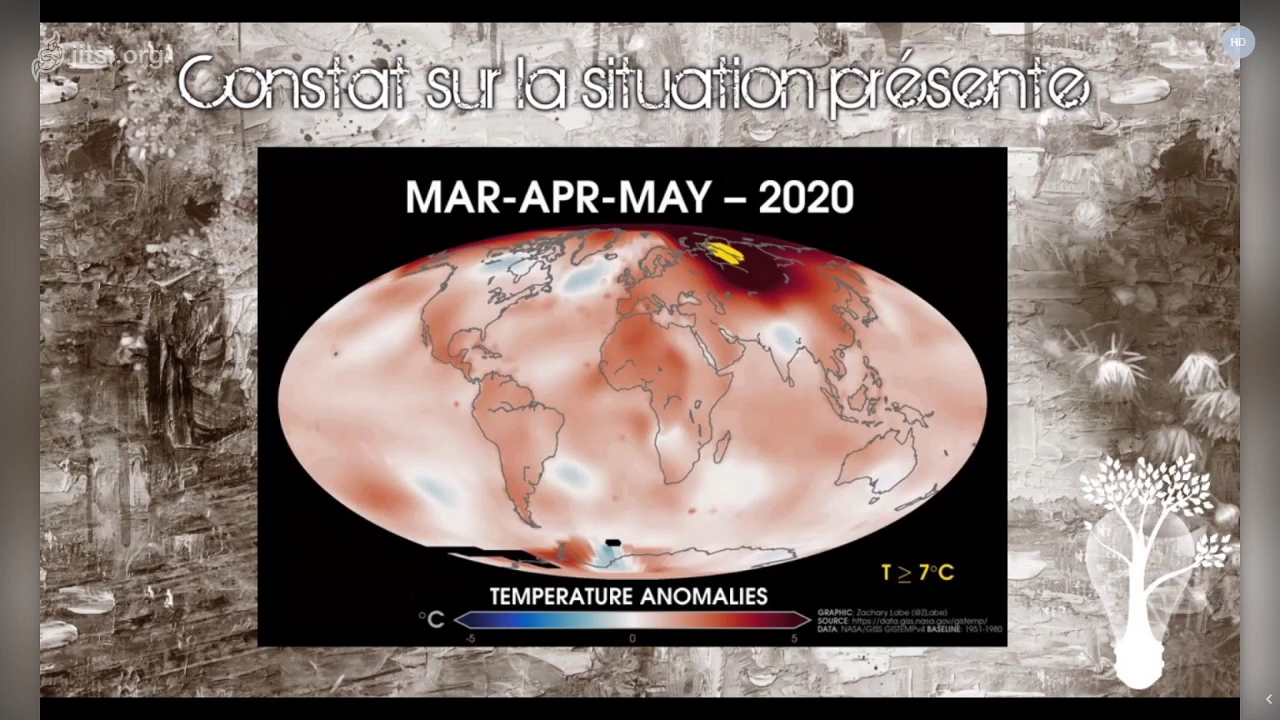 jitsi.org
HD
Constat sur la situation présente
MAR-APR-MAY – 2020
T ≥ 7°C
TEMPERATURE ANOMALIES
°C
-5 0 5
GRAPHIC: Zachary Labe (@ZLabe)
SOURCE: https://data.giss.nasa.gov/gistemp/
DATA: NASA/GISS GISTEMPv4 BASELINE: 1951-1980